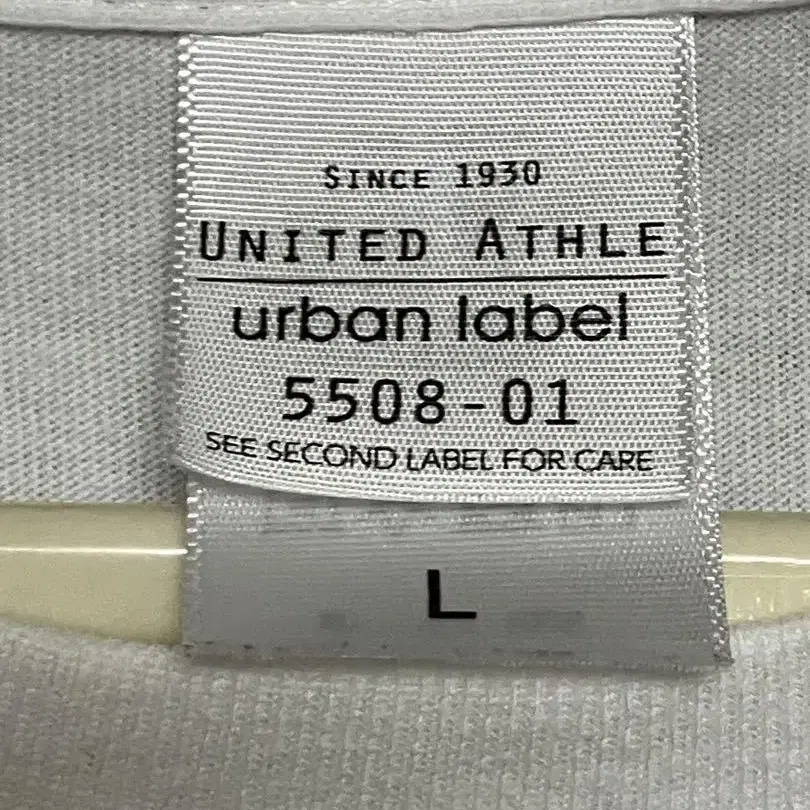 SINCE 1930
UNITED ATHLE
urban label
5508-01
SEE SECOND LABEL FOR CARE
L